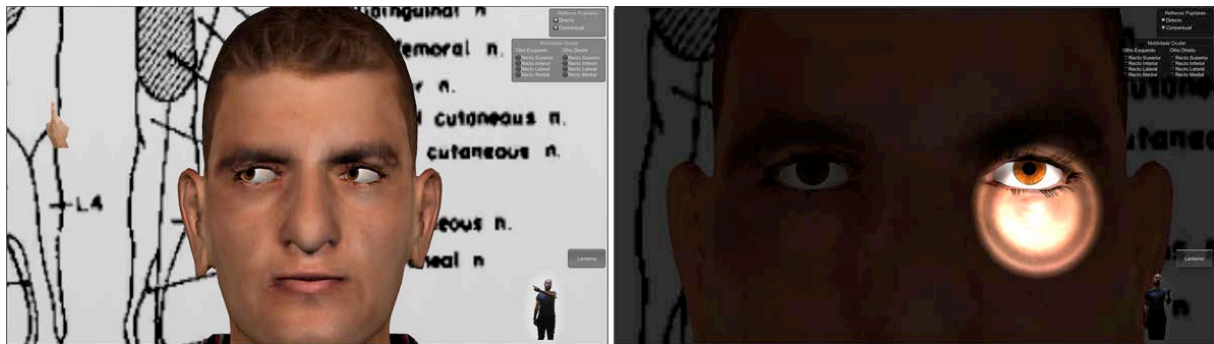 inguinal n
Reflexos Pupilares
Directo
Consensual
femoral n.
Motilidade Ocular
Olho Esquerdo Olho Direito
Recto Superior Recto Superior
Recto Inferior Recto Inferior
Recto Lateral Recto Lateral
Recto Medial Recto Medial
n.
cutaneous n.
cutaneous n.
L4
n.
n
Lanterna
Reflexos Pupilares
Directo
Consensual
Motilidade Ocular
Olho Esquerdo Olho Direito
Recto Superior Recto Superior
Recto Inferior Recto Inferior
Recto Lateral Recto Lateral
Recto Medial Recto Medial
Lanterna
n